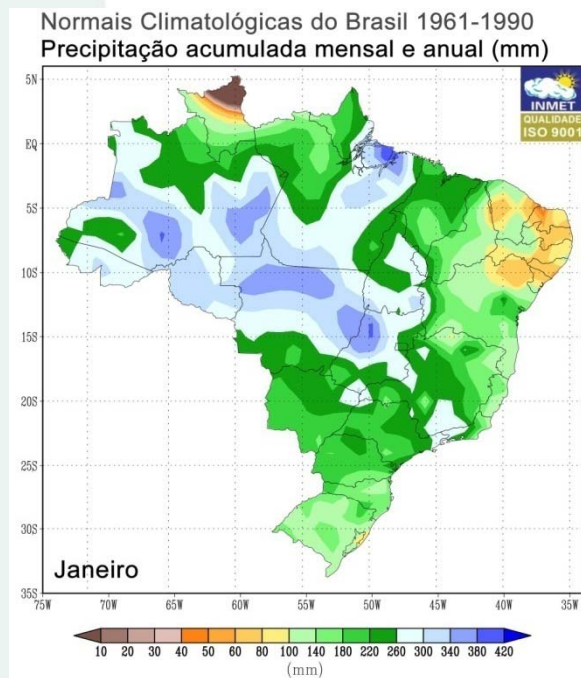 Normais Climatológicas do Brasil 1961-1990
Precipitação acumulada mensal e anual (mm)
INMET
QUALIDADE
ISO 9001
5N
EQ
5S
10S
15S
20S
25S
30S
35S
Janeiro
75W 70W 65W 60W 55W 50W 45W 40W 35W
10 20 30 40 50 60 80 100 140 180 220 260 300 340 380 420
(mm)